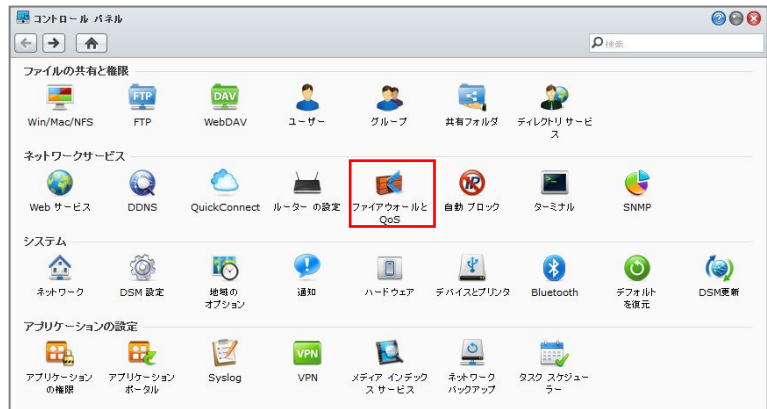 コントロール パネル
検索
ファイルの共有と権限
FTP
DAV
Win/Mac/NFS
FTP
WebDAV
ユーザー
グループ
共有フォルダ
ディレクトリ サービ
ス
ネットワークサービス
IP
Web サービス
DDNS
QuickConnect
ルーター の設定
ファイアウォールと
QoS
自動 ブロック
ターミナル
SNMP
システム
ネットワーク
DSM 設定
地域の
オプション
通知
ハードウェア
デバイスとプリンタ
Bluetooth
デフォルト
を復元
DSM更新
アプリケーションの設定
VPN
アプリケーション
の権限
アプリケーション
ポータル
Syslog
VPN
メディア インデック
ス サービス
ネットワーク
バックアップ
タスク スケジュー
ラー